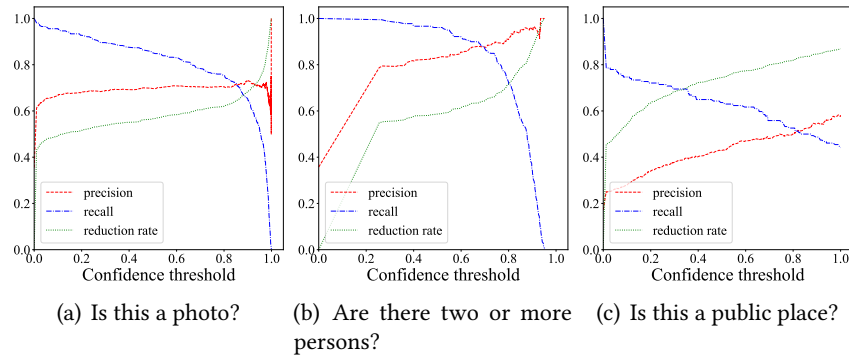 1.0
0.8
0.6
0.4
0.2
0.0
precision
recall
reduction rate
0.0 0.2 0.4 0.6 0.8 1.0
Confidence threshold
(a) Is this a photo?
1.0
0.8
0.6
0.4
0.2
0.0
precision
recall
reduction rate
0.0 0.2 0.4 0.6 0.8 1.0
Confidence threshold
(b) Are there two or more
persons?
1.0
0.8
0.6
0.4
0.2
0.0
precision
recall
reduction rate
0.0 0.2 0.4 0.6 0.8 1.0
Confidence threshold
(c) Is this a public place?